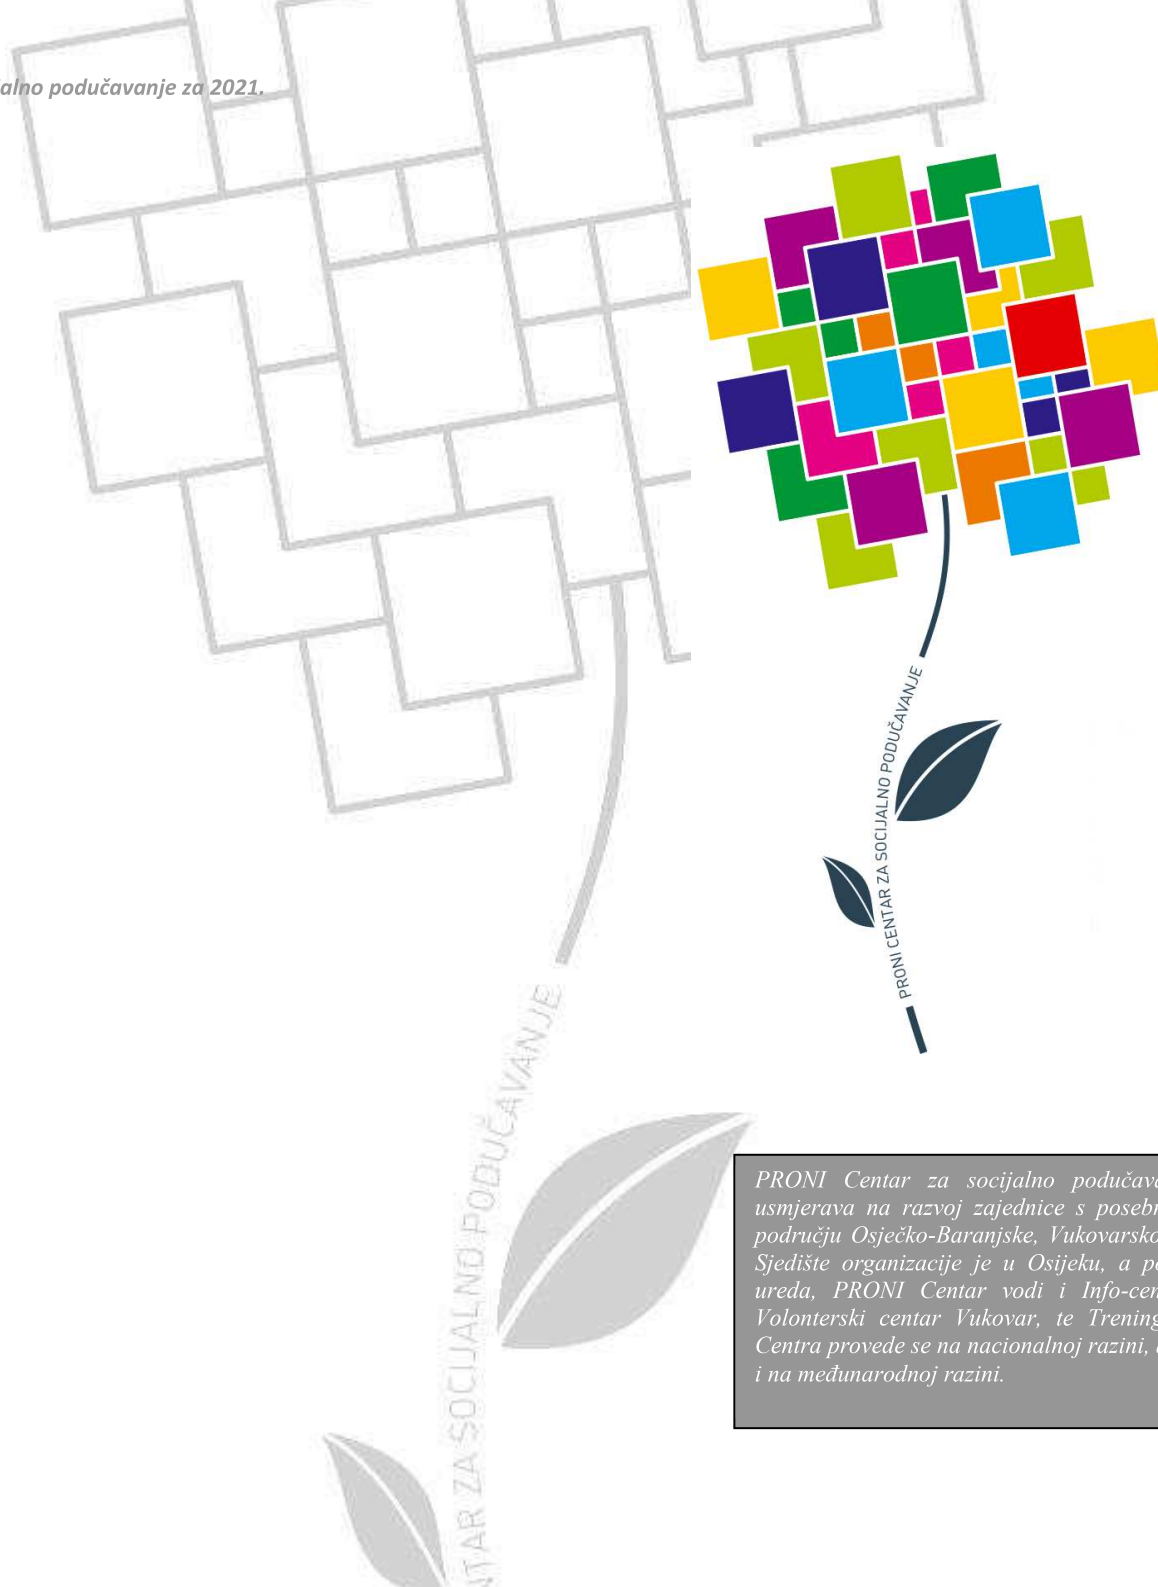 alno podučavanje za 2021.
PRONI CENTAR ZA SOCIJALNO PODUČAVANJE
PRONI Centar za socijalno podučava
usmjerava na razvoj zajednice s posebn
području Osječko-Baranjske, Vukovarsko
Sjedište organizacije je u Osijeku, a po
ureda, PRONI Centar vodi i Info-cen
Volonterski centar Vukovar, te Trening
Centra provede se na nacionalnoj razini, a
i na međunarodnoj razini.
TAR ZA SOCIJALNO PODUČAVANJE